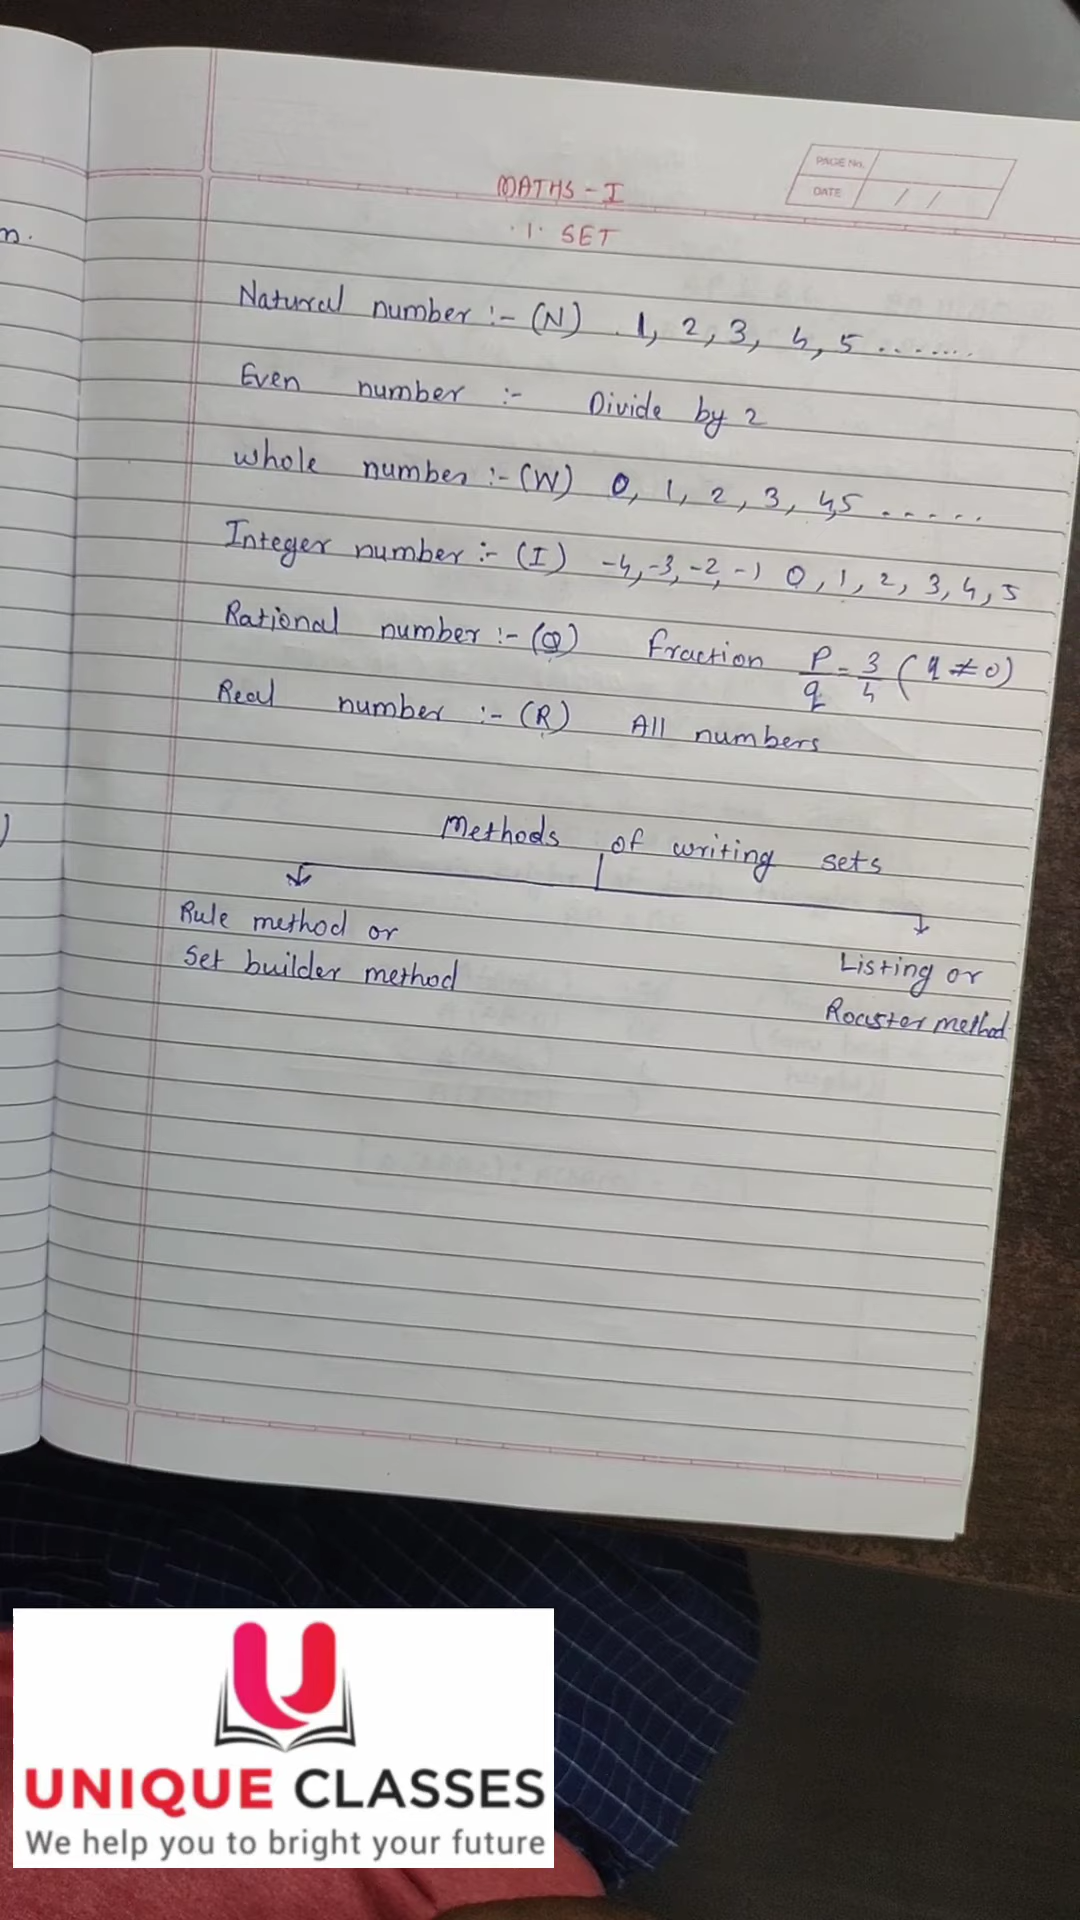 PAGE No.
DATE / /
MATHS - I
1. SET
n.
Natural number :- (N) 1, 2, 3, 4, 5 .......
Even number :- Divide by 2
whole number :- (W) 0, 1, 2, 3, 4,5 .....
Integer number :- (I) -4,-3,-2,-1 0, 1, 2, 3, 4, 5
Rational number :- (Q) fraction P/q = 3/4 (q ≠ 0)
Real number :- (R) All numbers
)
Methods of writing sets
Rule method or
Set builder method
Listing or
Roaster method
UNIQUE CLASSES
We help you to bright your future